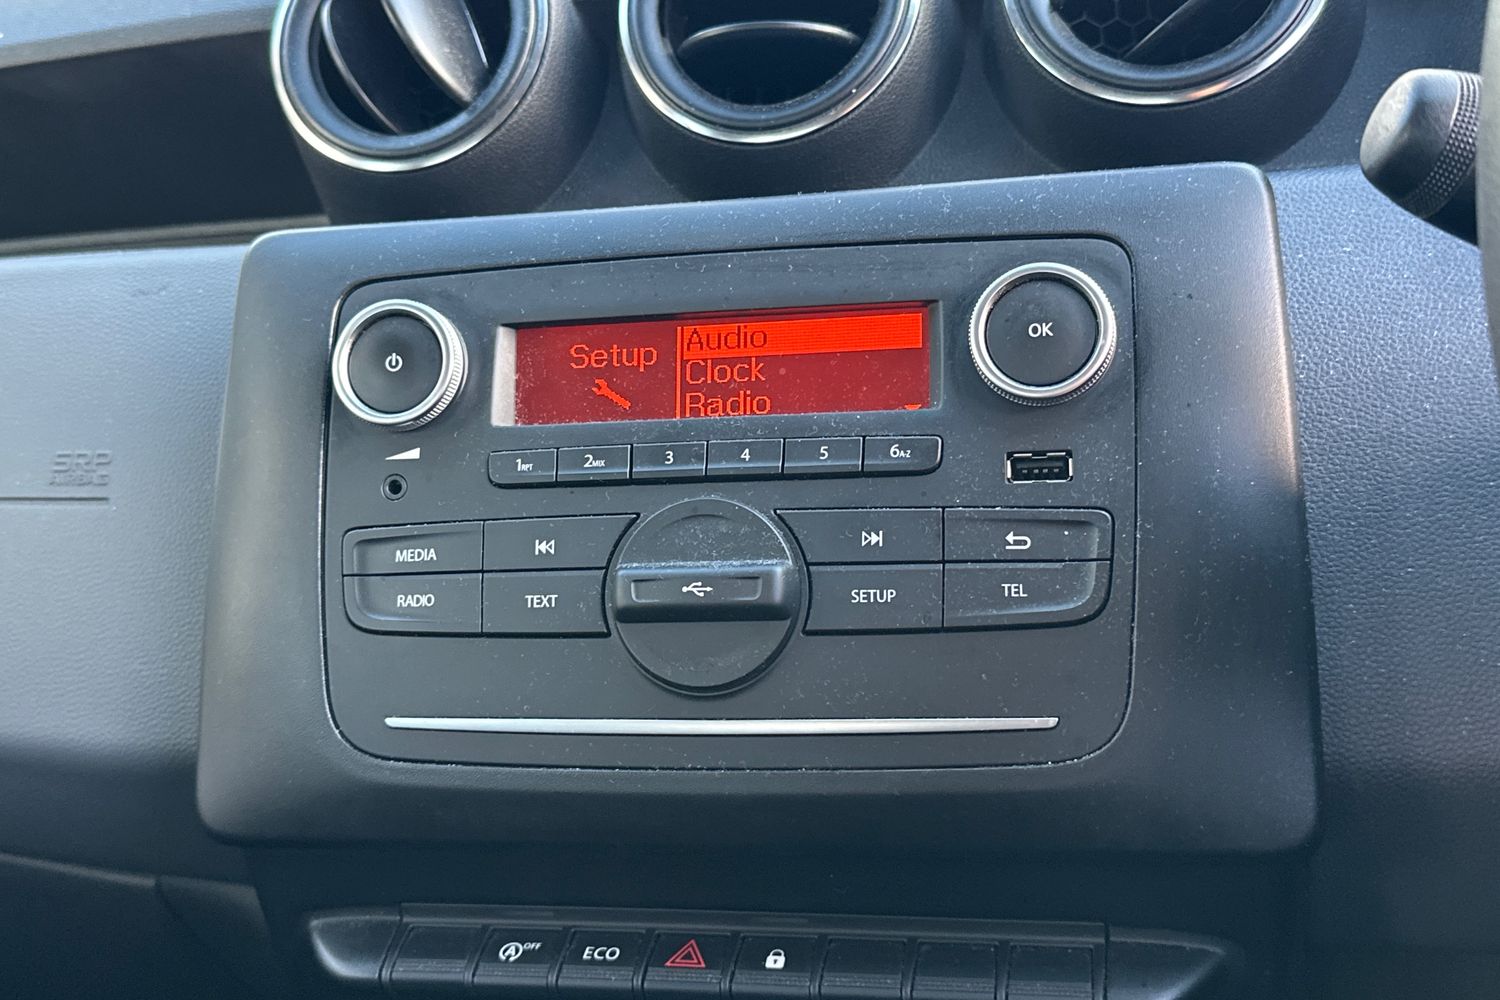 Setup
Audio
Clock
Radio
OK
1RPT
2MIX
3
4
5
6A-Z
MEDIA
RADIO
TEXT
SETUP
TEL
SRP
AIRBAG
A OFF
ECO